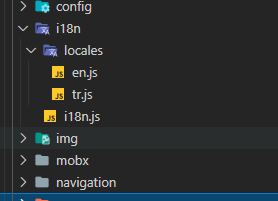 config
i18n
locales
JS en.js
JS tr.js
JS i18n.js
img
mobx
navigation